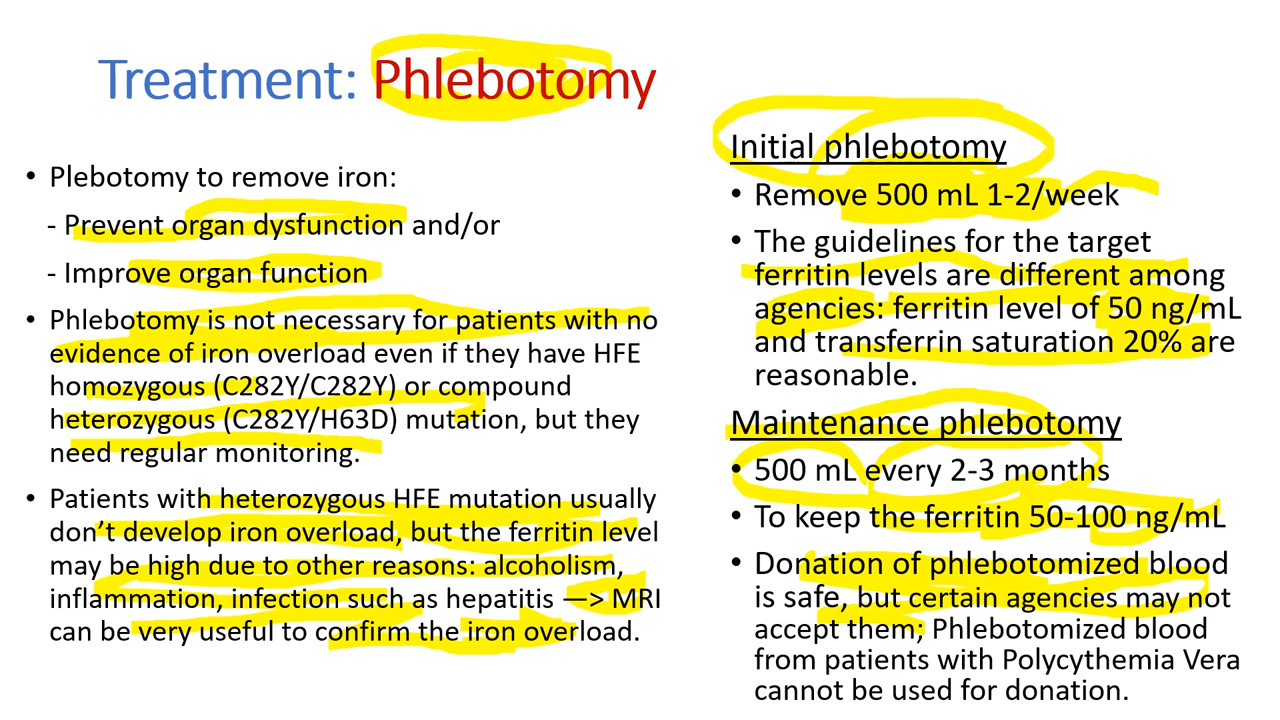 Treatment: Phlebotomy
• Plebotomy to remove iron:
- Prevent organ dysfunction and/or
- Improve organ function
• Phlebotomy is not necessary for patients with no
evidence of iron overload even if they have HFE
homozygous (C282Y/C282Y) or compound
heterozygous (C282Y/H63D) mutation, but they
need regular monitoring.
• Patients with heterozygous HFE mutation usually
don’t develop iron overload, but the ferritin level
may be high due to other reasons: alcoholism,
inflammation, infection such as hepatitis —> MRI
can be very useful to confirm the iron overload.
Initial phlebotomy
• Remove 500 mL 1-2/week
• The guidelines for the target
ferritin levels are different among
agencies: ferritin level of 50 ng/mL
and transferrin saturation 20% are
reasonable.
Maintenance phlebotomy
• 500 mL every 2-3 months
• To keep the ferritin 50-100 ng/mL
• Donation of phlebotomized blood
is safe, but certain agencies may not
accept them; Phlebotomized blood
from patients with Polycythemia Vera
cannot be used for donation.